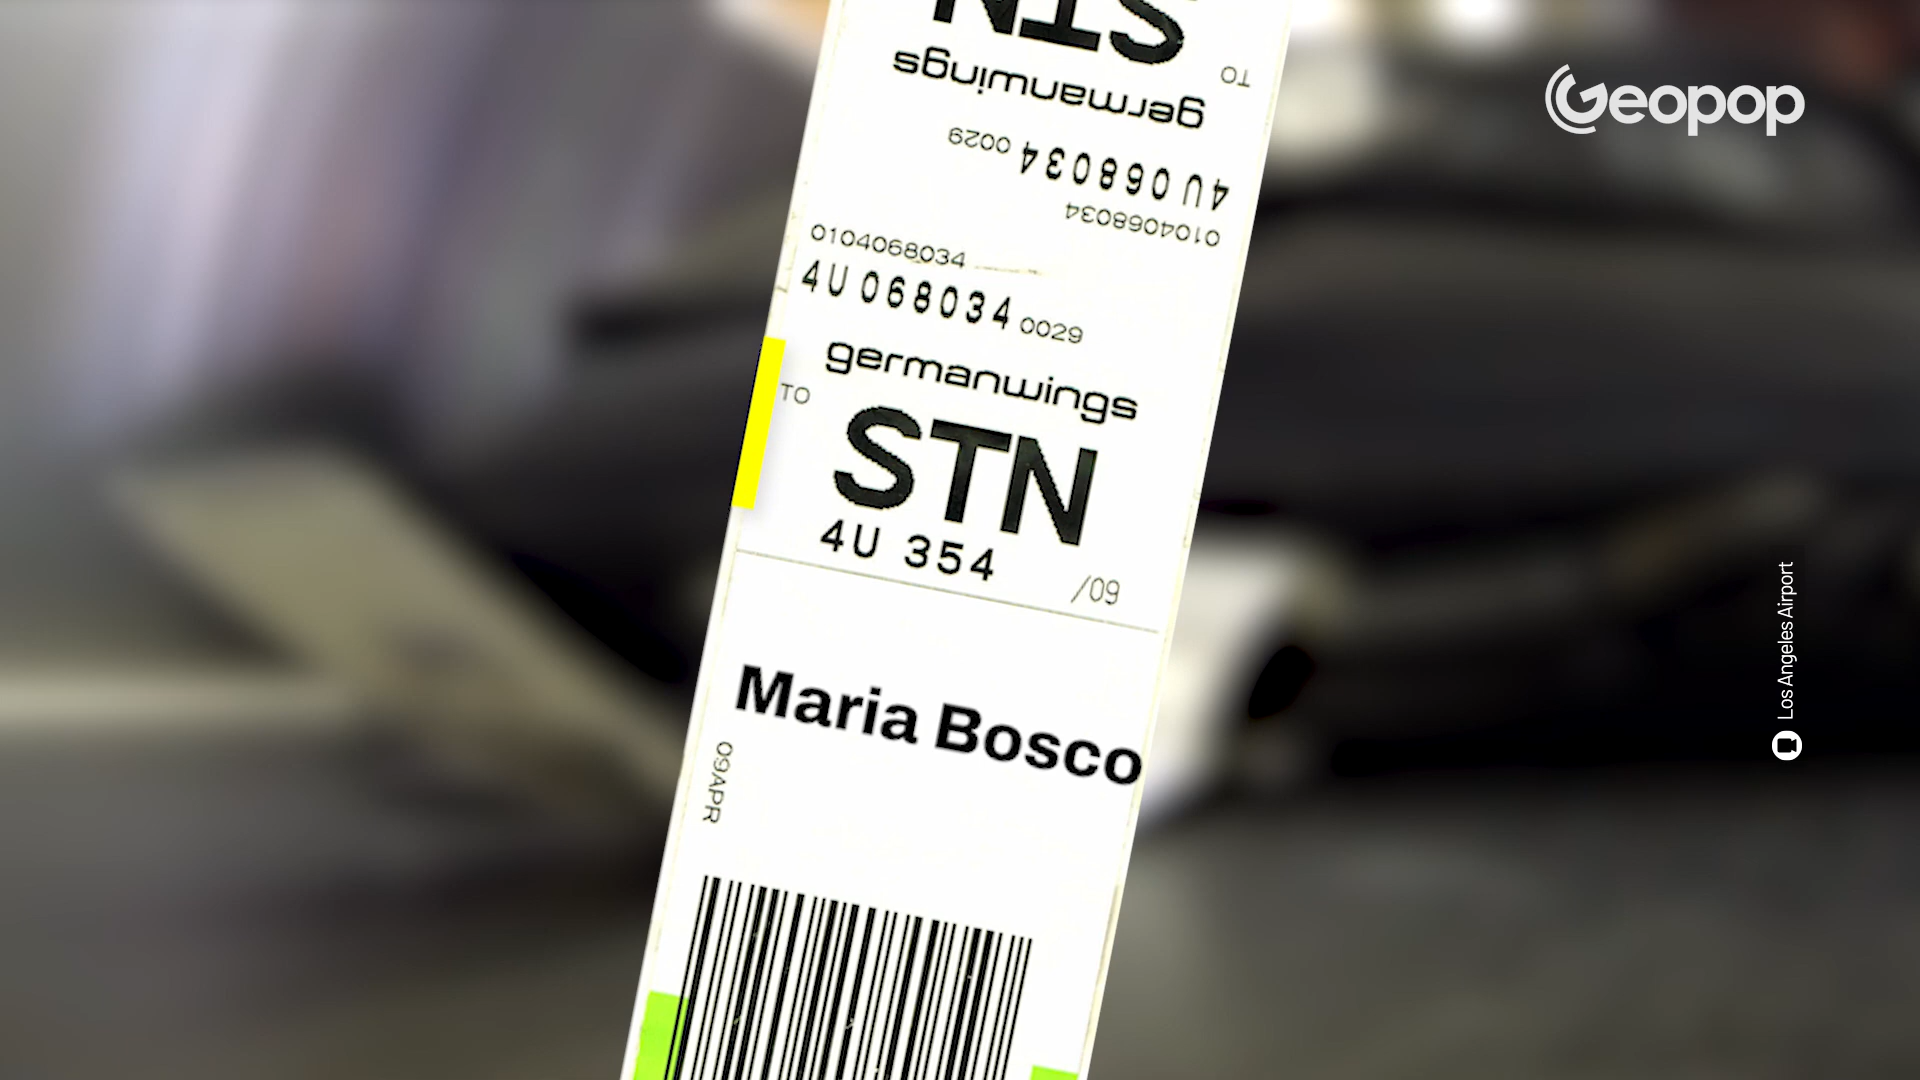 STN
TO
germanwings
4U 068034 0029
0104068034
0104068034
4U 068034 0029
germanwings
TO
STN
4U 354
/09
Maria Bosco
09APR
Geopop
Los Angeles Airport